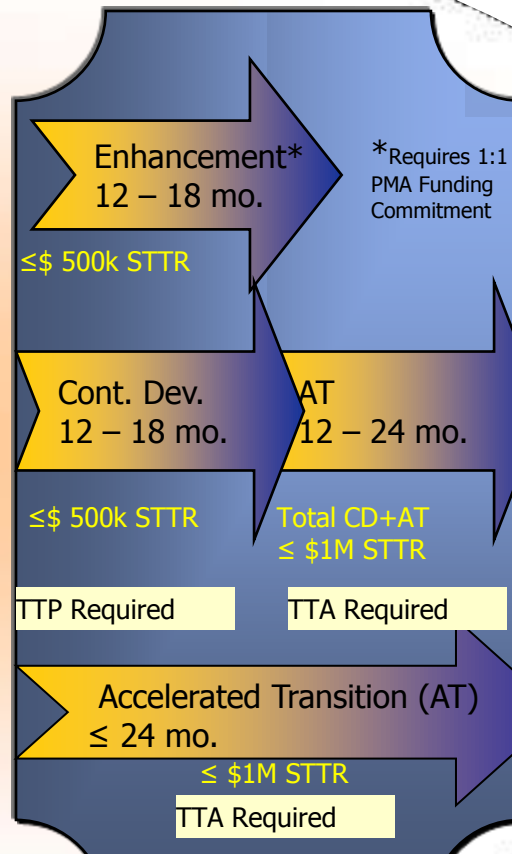 Enhancement*
12 – 18 mo.
*Requires 1:1
PMA Funding
Commitment
≤$ 500k STTR
Cont. Dev.
12 – 18 mo.
AT
12 – 24 mo.
≤$ 500k STTR
Total CD+AT
≤ $1M STTR
TTP Required
TTA Required
Accelerated Transition (AT)
≤ 24 mo.
≤ $1M STTR
TTA Required